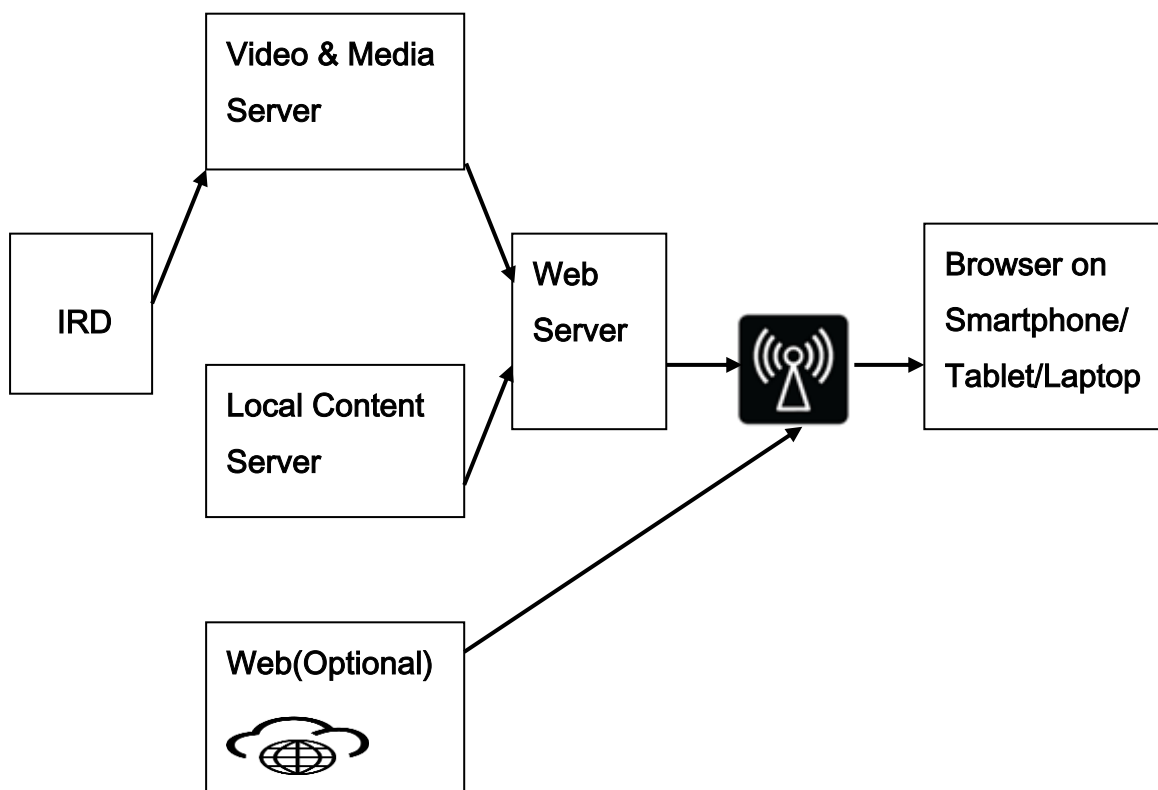 Video & Media
Server
IRD
Web
Server
Browser on
Smartphone/
Tablet/Laptop
Local Content
Server
Web(Optional)